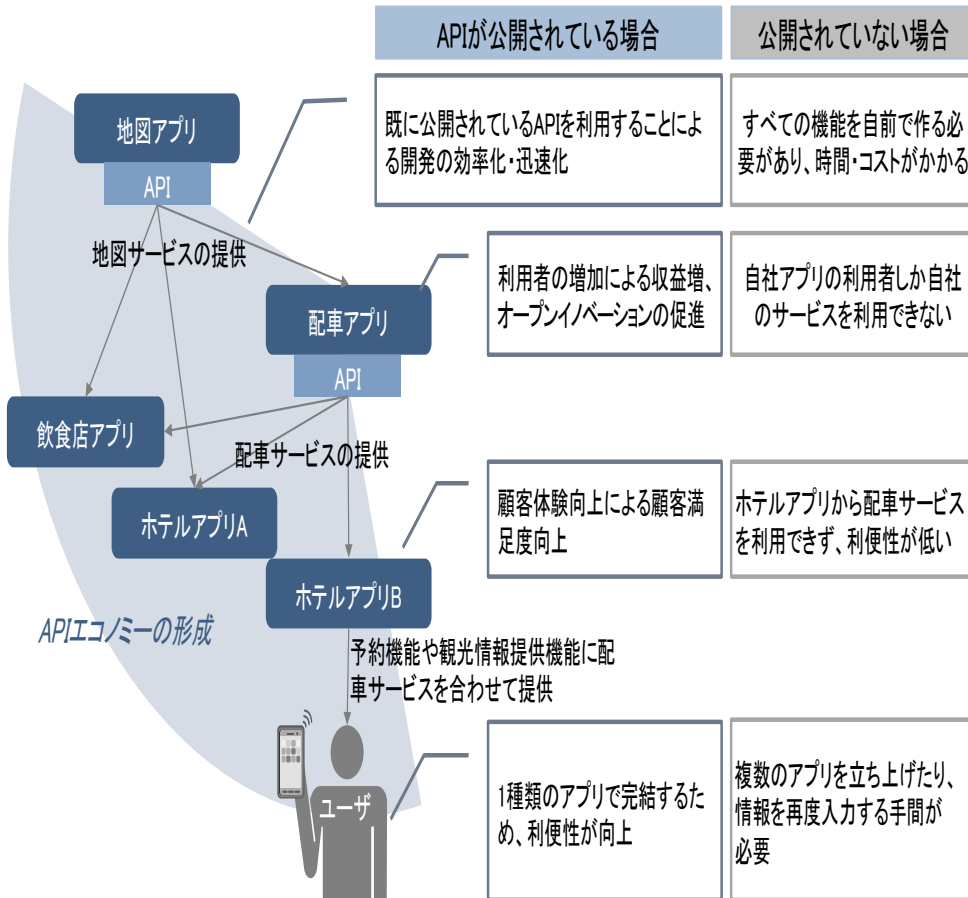 APIが公開されている場合
公開されていない場合
地図アプリ
API
既に公開されているAPIを利用することによ
る開発の効率化・迅速化
すべての機能を自前で作る必
要があり、時間・コストがかかる
地図サービスの提供
配車アプリ
API
利用者の増加による収益増、
オープンイノベーションの促進
自社アプリの利用者しか自社
のサービスを利用できない
飲食店アプリ
配車サービスの提供
ホテルアプリA
ホテルアプリB
顧客体験向上による顧客満
足度向上
ホテルアプリから配車サービス
を利用できず、利便性が低い
APIエコノミーの形成
予約機能や観光情報提供機能に配
車サービスを合わせて提供
ユーザ
1種類のアプリで完結するた
め、利便性が向上
複数のアプリを立ち上げたり、
情報を再度入力する手間が
必要